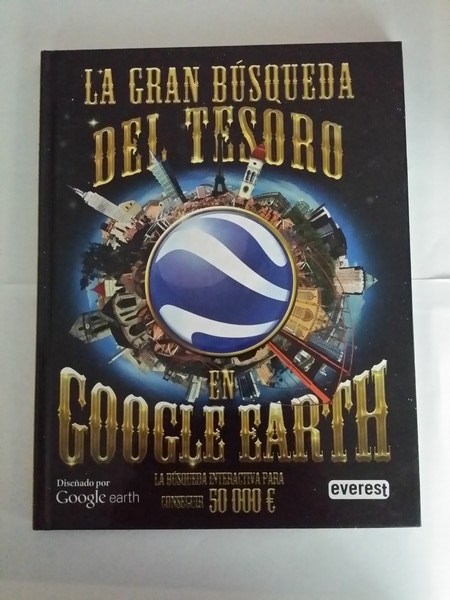 LA GRAN BÚSQUEDA
DEL TESORO
EN
GOOGLE EARTH
LA BÚSQUEDA INTERACTIVA PARA
CONSEGUIR 50 000 €
Diseñado por
Google earth
everest